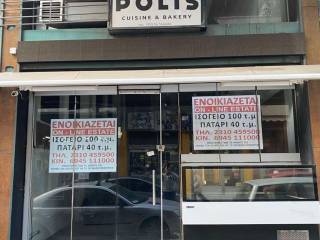 POLIS
CUISINE & BAKERY
ΕΝΟΙΚΙΑΖΕΤΑΙ
ON - LINE ESTATE
ΙΣΟΓΕΙΟ 100 τ.μ.
ΠΑΤΑΡΙ 40 τ.μ.
ΤΗΛ. 2310 459500
ΚΙΝ. 6945 111000
ΕΝΟΙΚΙΑΖΕΤΑΙ
ON - LINE ESTATE
ΙΣΟΓΕΙΟ 100 τ.μ.
ΠΑΤΑΡΙ 40 τ.μ.
ΤΗΛ. 2310 459500
ΚΙΝ. 6945 111000